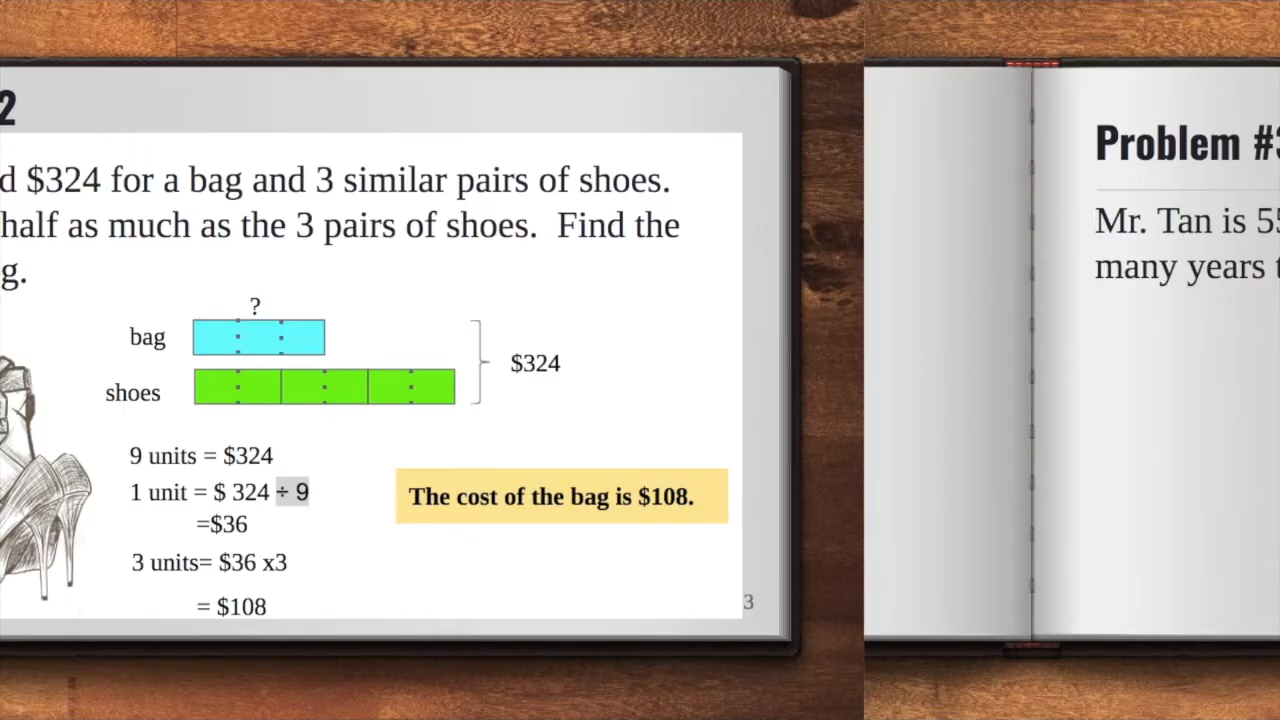 2
d $324 for a bag and 3 similar pairs of shoes.
half as much as the 3 pairs of shoes. Find the
g.
?
bag
$324
shoes
9 units = $324
1 unit = $ 324 ÷ 9
=$36
3 units= $36 x3
= $108
The cost of the bag is $108.
3
Problem #3
Mr. Tan is 5
many years t